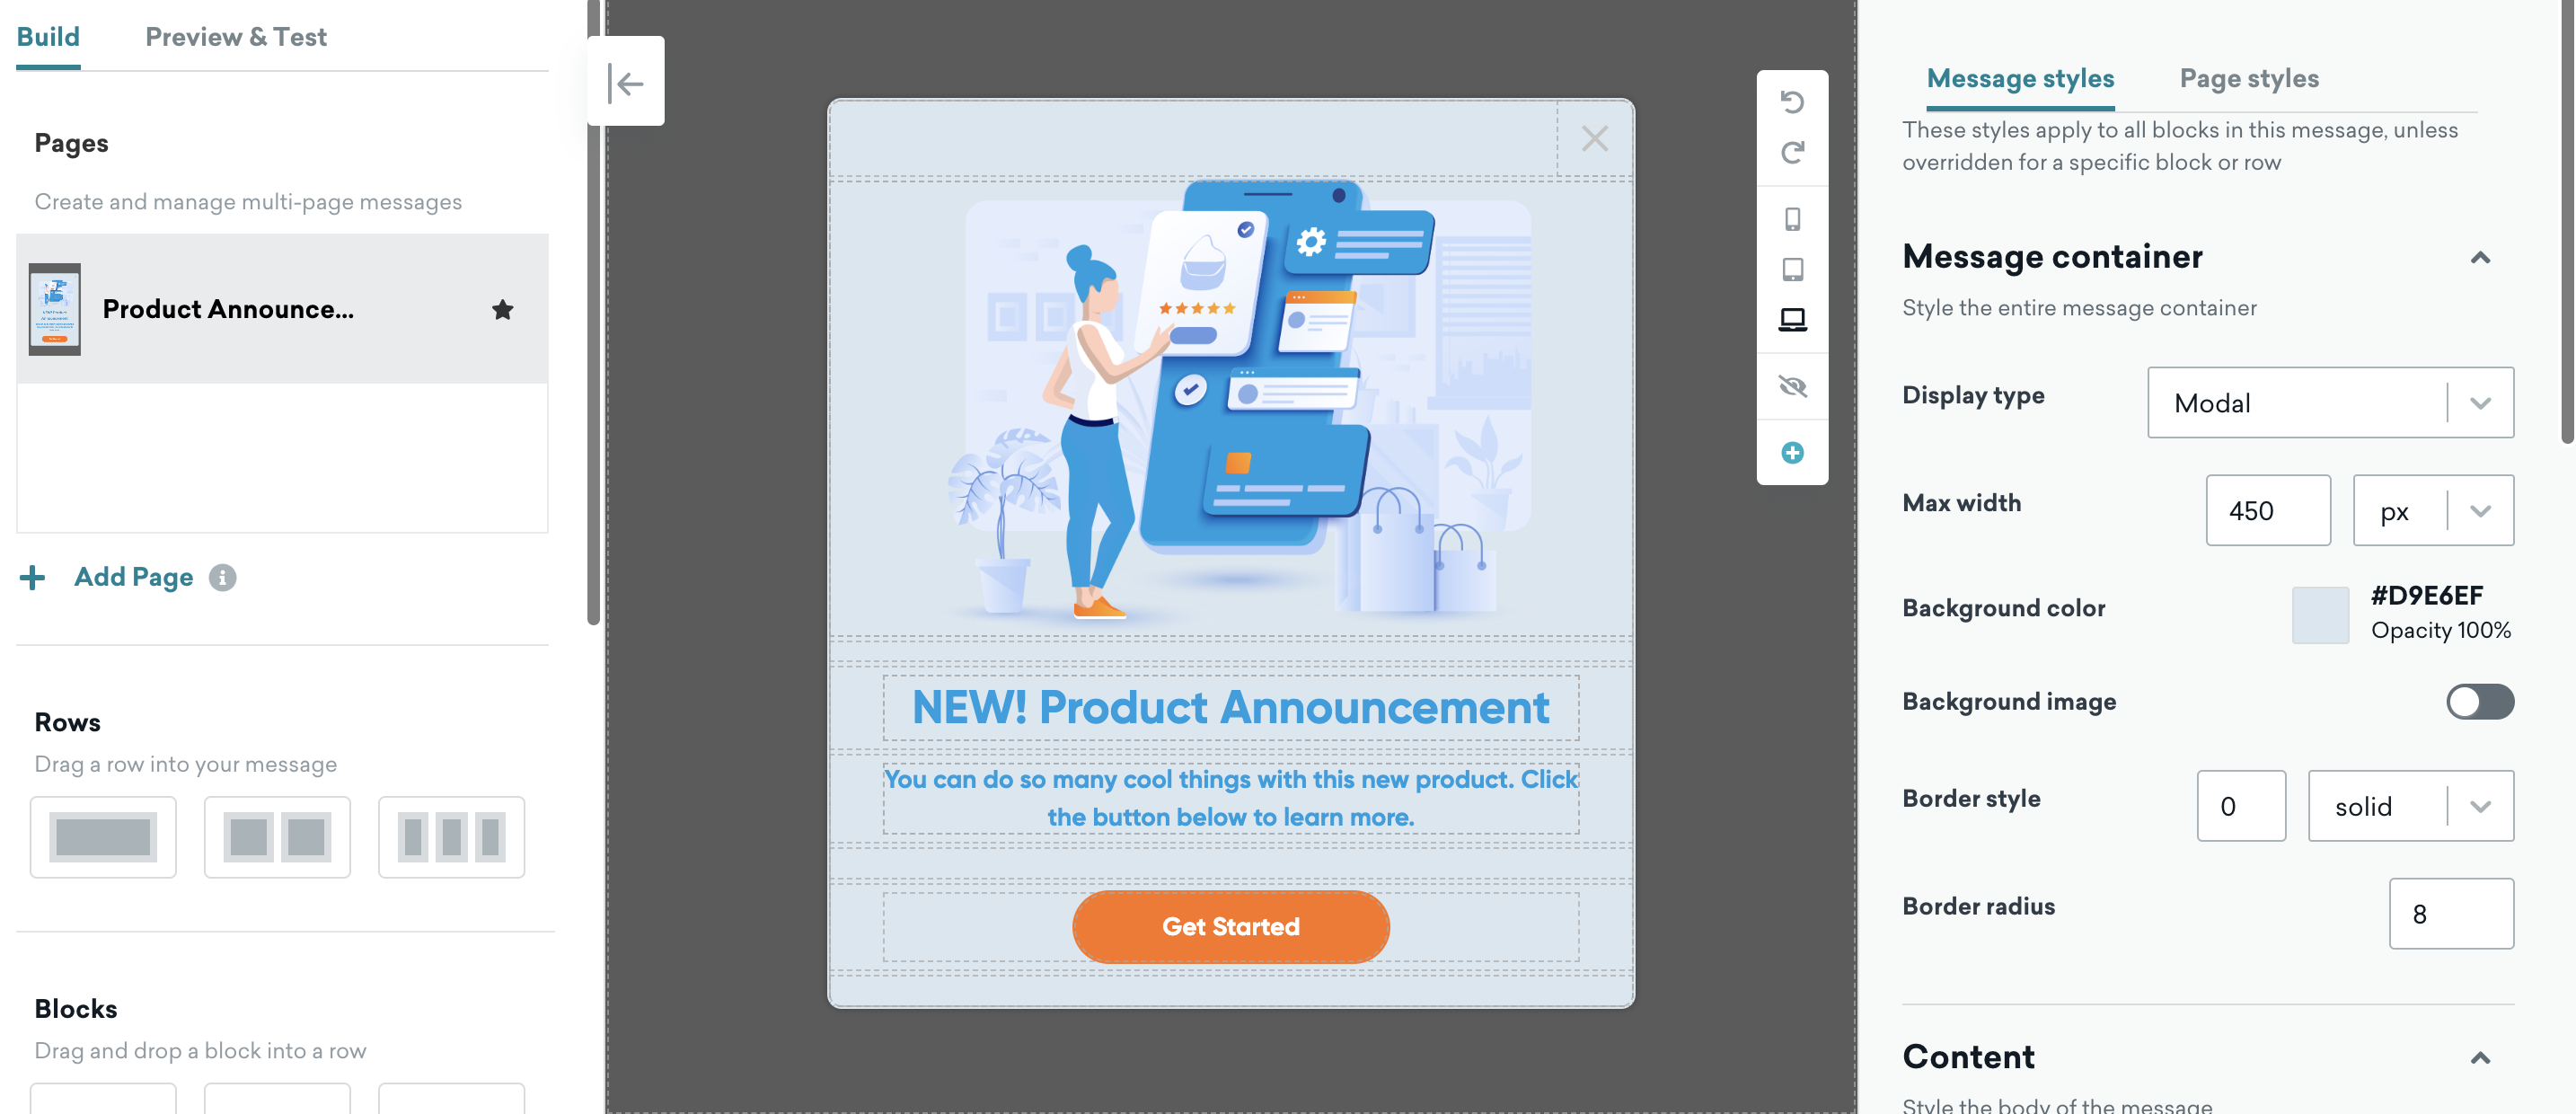 Build
Preview & Test
Pages
Create and manage multi-page messages
Product Announce...
Add Page
Rows
Drag a row into your message
Blocks
Drag and drop a block into a row
NEW! Product Announcement
You can do so many cool things with this new product. Click
the button below to learn more.
Get Started
Message styles
Page styles
These styles apply to all blocks in this message, unless
overridden for a specific block or row
Message container
Style the entire message container
Display type
Modal
Max width
450
px
Background color
#D9E6EF
Opacity 100%
Background image
Border style
0
solid
Border radius
8
Content
Style the body of the message